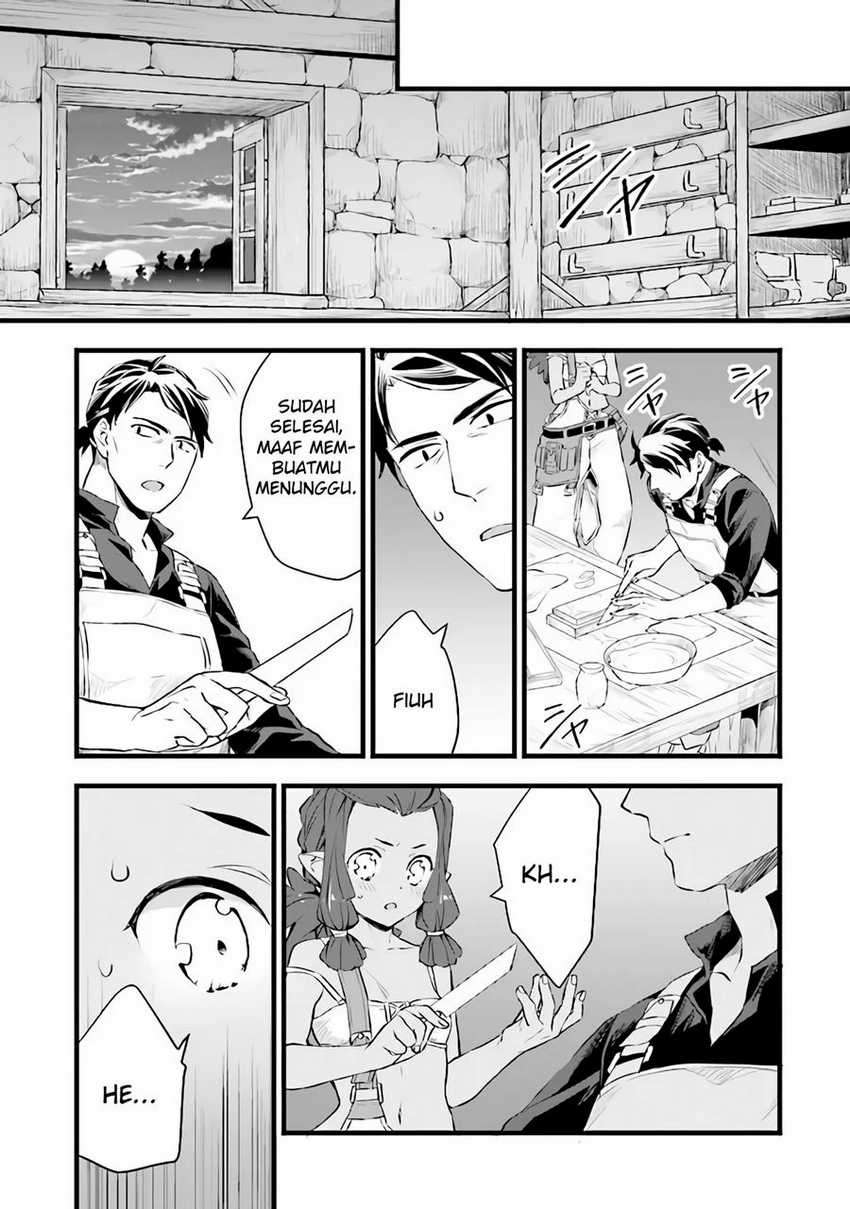 シャ
シャ
シャ
シャ
FIUH
SUDAH
SELESAI,
MAAF MEM-
BUATMU
MENUNGGU.
KH...
HE...